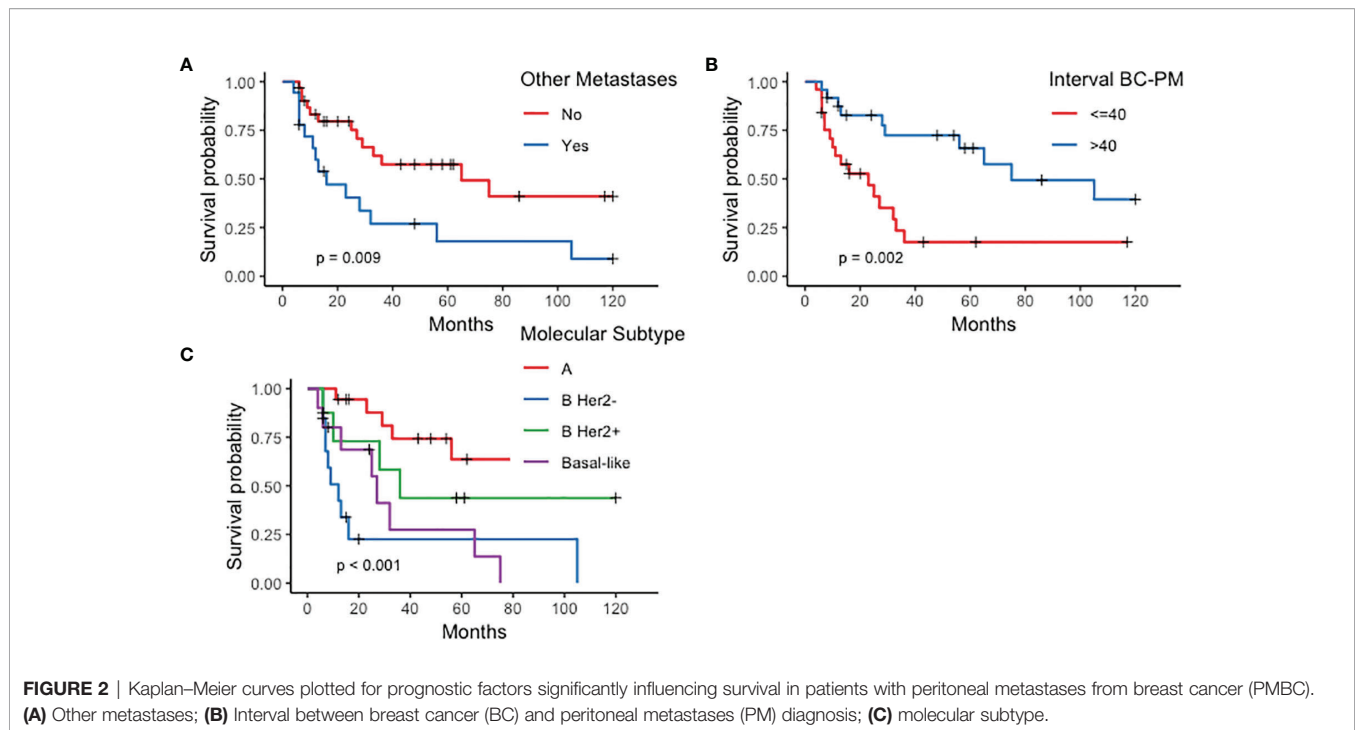 A
Other Metastases
No
Yes
Survival probability
1.00
0.75
0.50
0.25
0.00
p = 0.009
0 20 40 60 80 100 120
Months
B
Interval BC-PM
<=40
>40
Survival probability
1.00
0.75
0.50
0.25
0.00
p = 0.002
0 20 40 60 80 100 120
Months
C
Molecular Subtype
A
B Her2-
B Her2+
Basal-like
Survival probability
1.00
0.75
0.50
0.25
0.00
p < 0.001
0 20 40 60 80 100 120
Months
FIGURE 2 | Kaplan–Meier curves plotted for prognostic factors significantly influencing survival in patients with peritoneal metastases from breast cancer (PMBC).
(A) Other metastases; (B) Interval between breast cancer (BC) and peritoneal metastases (PM) diagnosis; (C) molecular subtype.